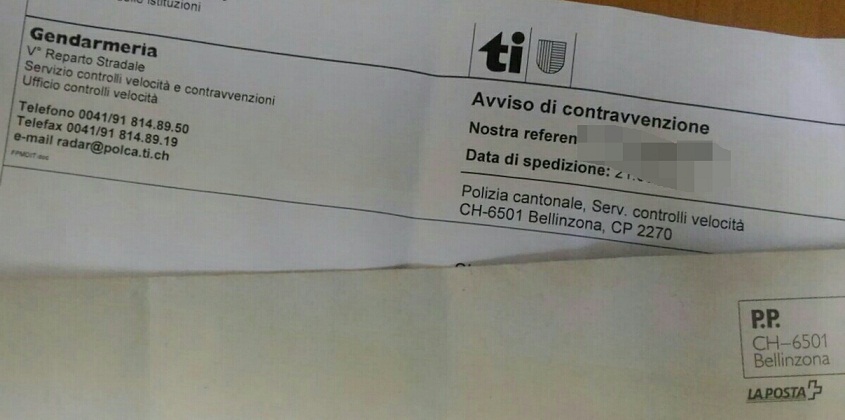 istituzioni
Gendarmeria
V° Reparto Stradale
Servizio controlli velocità e contravvenzioni
Ufficio controlli velocità
Telefono 0041/91 814.89.50
Telefax 0041/91 814.89.19
e-mail radar@polca.ti.ch
ti
Avviso di contravvenzione
Nostra referen
Data di spedizione: 21.
Polizia cantonale, Serv. controlli velocità
CH-6501 Bellinzona, CP 2270
P.P.
CH–6501
Bellinzona
LA POSTA